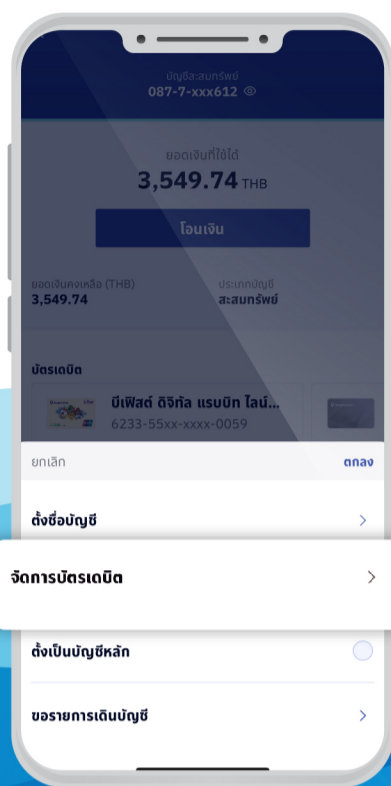 บัญชีสะสมทรัพย์
087-7-xxx612
ยอดเงินที่ใช้ได้
3,549.74 THB
โอนเงิน
ยอดเงินคงเหลือ (THB)
ประเภทบัญชี
3,549.74
สะสมทรัพย์
บัตรเดบิต
บีเฟิสต์ ดิจิทัล แรบบิท ไลน์...
6233-55xx-xxxx-0059
ยกเลิก
ตกลง
ตั้งชื่อบัญชี
จัดการบัตรเดบิต
ตั้งเป็นบัญชีหลัก
ขอรายการเดินบัญชี